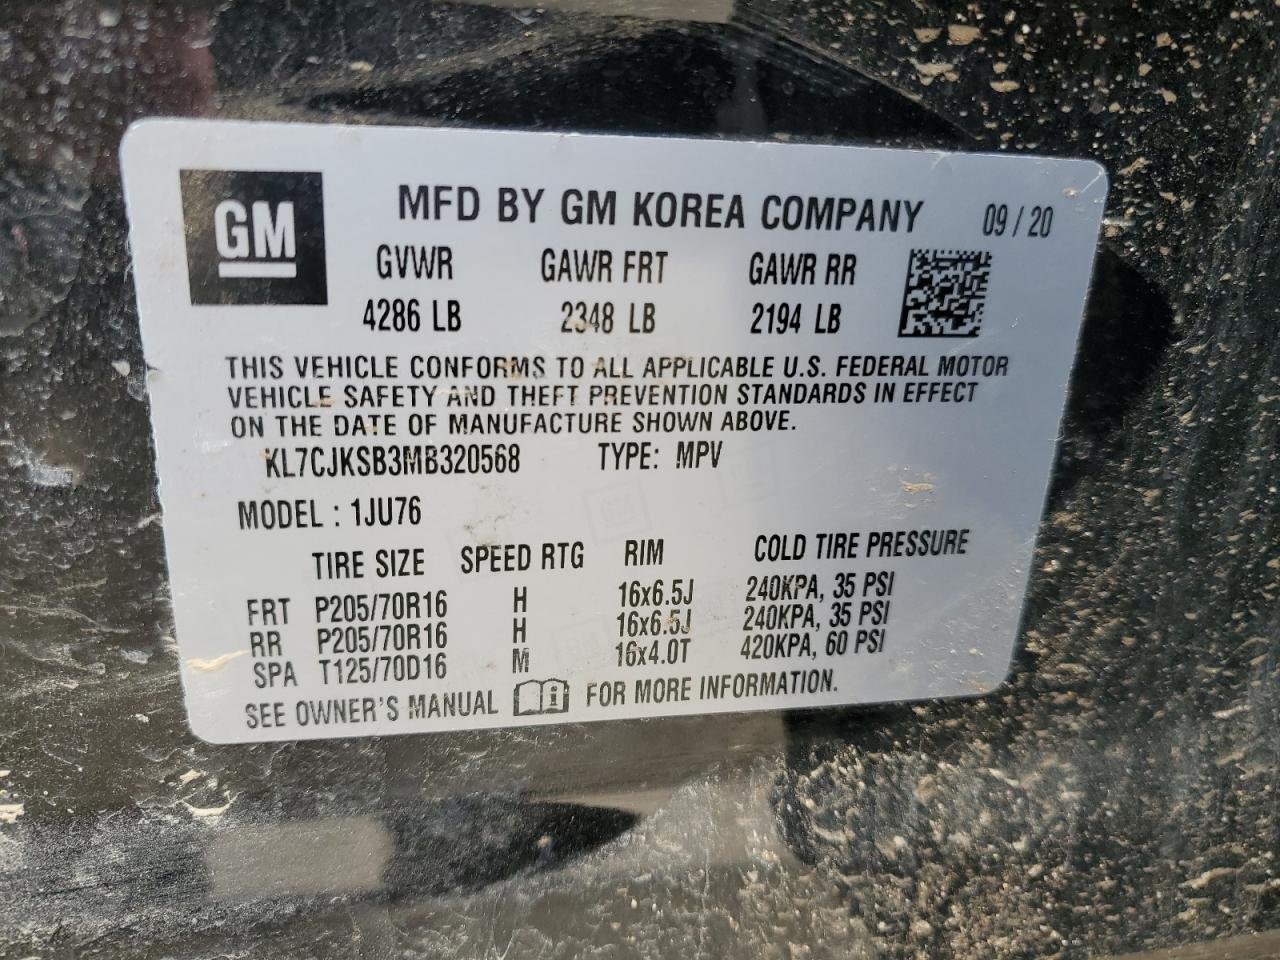 GM
MFD BY GM KOREA COMPANY 09 / 20
GVWR GAWR FRT GAWR RR
4286 LB 2348 LB 2194 LB
THIS VEHICLE CONFORMS TO ALL APPLICABLE U.S. FEDERAL MOTOR
VEHICLE SAFETY AND THEFT PREVENTION STANDARDS IN EFFECT
ON THE DATE OF MANUFACTURE SHOWN ABOVE.
KL7CJKSB3MB320568 TYPE: MPV
MODEL : 1JU76
TIRE SIZE SPEED RTG RIM COLD TIRE PRESSURE
FRT P205/70R16 H 16x6.5J 240KPA, 35 PSI
RR P205/70R16 H 16x6.5J 240KPA, 35 PSI
SPA T125/70D16 M 16x4.0T 420KPA, 60 PSI
SEE OWNER'S MANUAL i FOR MORE INFORMATION.